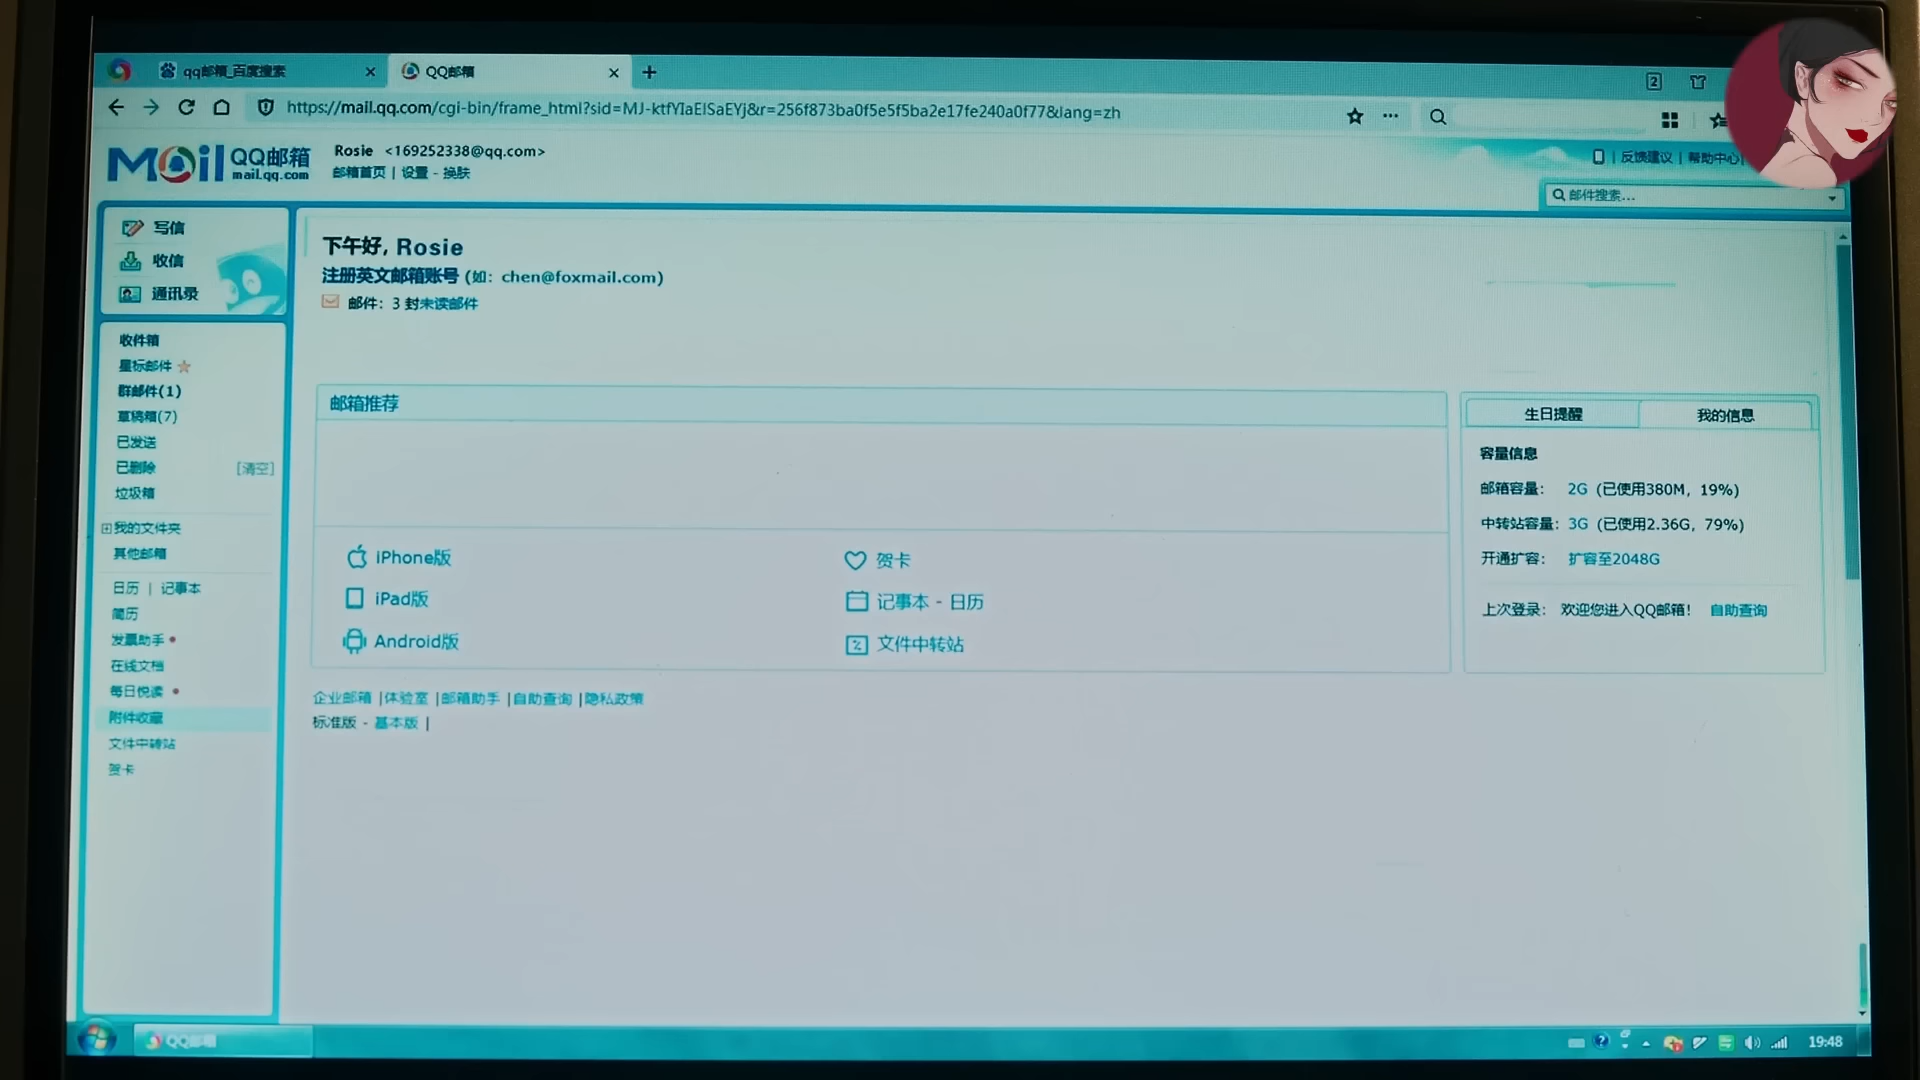 qq邮箱_百度搜索
QQ邮箱
https://mail.qq.com/cgi-bin/frame_html?sid=MJ-ktfYIaEISaEYj&r=256f873ba0f5e5f5ba2e17fe240a0f77&lang=zh
2
Mail QQ邮箱
mail.qq.com
Rosie <169252338@qq.com>
邮箱首页 | 设置 - 换肤
| 反馈建议 | 帮助中心|
邮件搜索...
写信
收信
通讯录
收件箱
星标邮件
群邮件(1)
草稿箱(7)
已发送
已删除 [清空]
垃圾箱
我的文件夹
其他邮箱
日历 | 记事本
简历
发票助手
在线文档
每日悦读
附件收藏
文件中转站
贺卡
下午好, Rosie
注册英文邮箱账号 (如: chen@foxmail.com)
邮件: 3 封未读邮件
邮箱推荐
iPhone版
贺卡
iPad版
记事本 - 日历
Android版
文件中转站
企业邮箱 |体验室 |邮箱助手 |自助查询 |隐私政策
标准版 - 基本版 |
生日提醒
我的信息
容量信息
邮箱容量: 2G (已使用380M, 19%)
中转站容量: 3G (已使用2.36G, 79%)
开通扩容: 扩容至2048G
上次登录: 欢迎您进入QQ邮箱! 自助查询
QQ邮箱
19:48